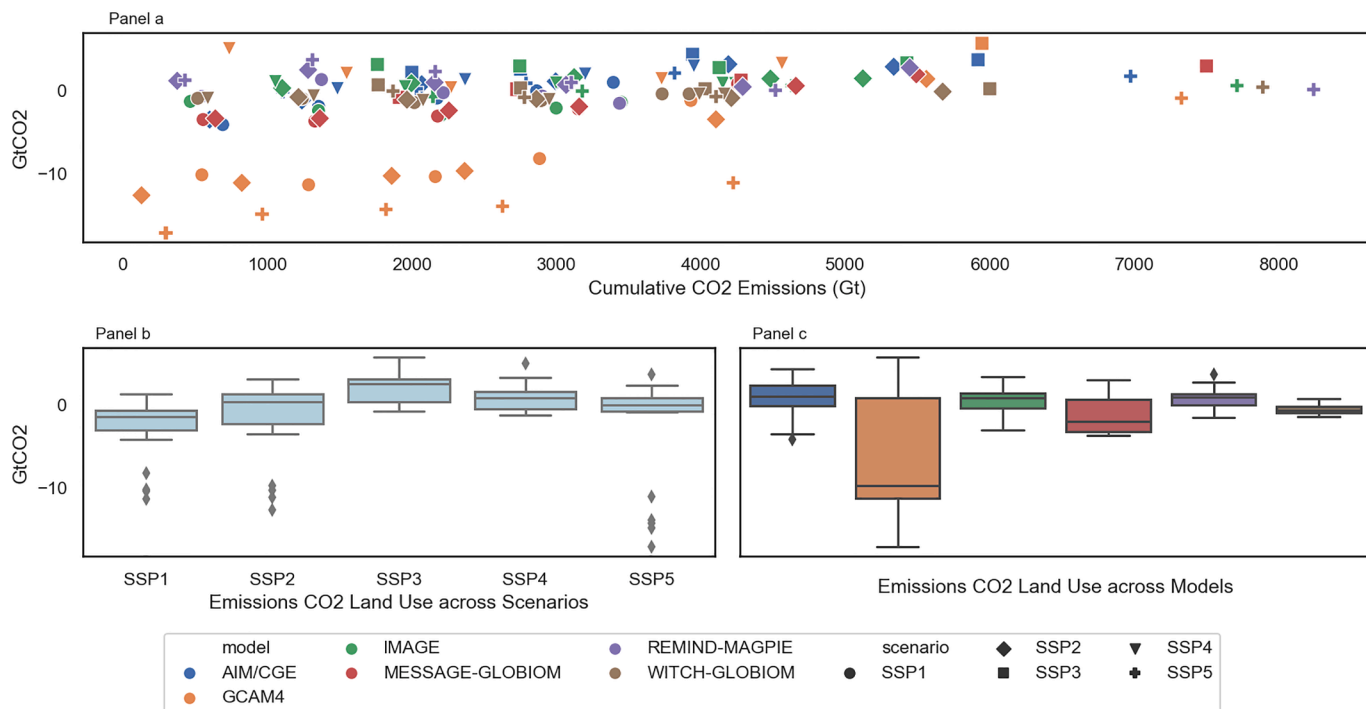 Panel a
GtCO2
0
−10
0 1000 2000 3000 4000 5000 6000 7000 8000
Cumulative CO2 Emissions (Gt)
Panel b
Panel c
GtCO2
0
−10
SSP1 SSP2 SSP3 SSP4 SSP5
Emissions CO2 Land Use across Scenarios
Emissions CO2 Land Use across Models
model IMAGE REMIND-MAGPIE scenario SSP2 SSP4
AIM/CGE MESSAGE-GLOBIOM WITCH-GLOBIOM SSP1 SSP3 SSP5
GCAM4